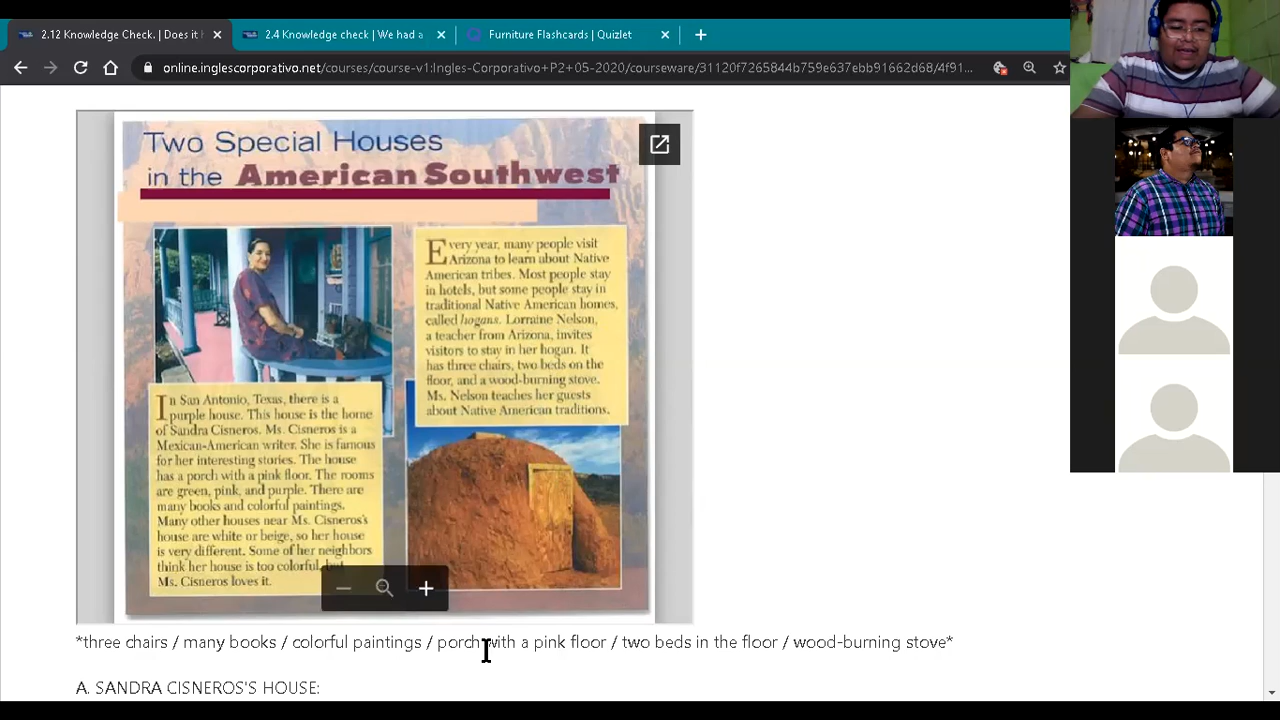 2.12 Knowledge Check. | Does it h
2.4 Knowledge check | We had a
Furniture Flashcards | Quizlet
online.inglescorporativo.net/courses/course-v1:Ingles-Corporativo+P2+05-2020/courseware/31120f7265844b759e637ebb91662d68/4f91...
Two Special Houses
in the American Southwest
Every year, many people visit
Arizona to learn about Native
American tribes. Most people stay
in hotels, but some people stay in
traditional Native American homes,
called hogans. Lorraine Nelson,
a teacher from Arizona, invites
visitors to stay in her hogan. It
has three chairs, two beds on the
floor, and a wood-burning stove.
Ms. Nelson teaches her guests
about Native American traditions.
In San Antonio, Texas, there is a
purple house. This house is the home
of Sandra Cisneros. Ms. Cisneros is a
Mexican-American writer. She is famous
for her interesting stories. The house
has a porch with a pink floor. The rooms
are green, pink, and purple. There are
many books and colorful paintings.
Many other houses near Ms. Cisneros's
house are white or beige, so her house
is very different. Some of her neighbors
think her house is too colorful, but
Ms. Cisneros loves it.
*three chairs / many books / colorful paintings / porch with a pink floor / two beds in the floor / wood-burning stove*
A. SANDRA CISNEROS'S HOUSE: